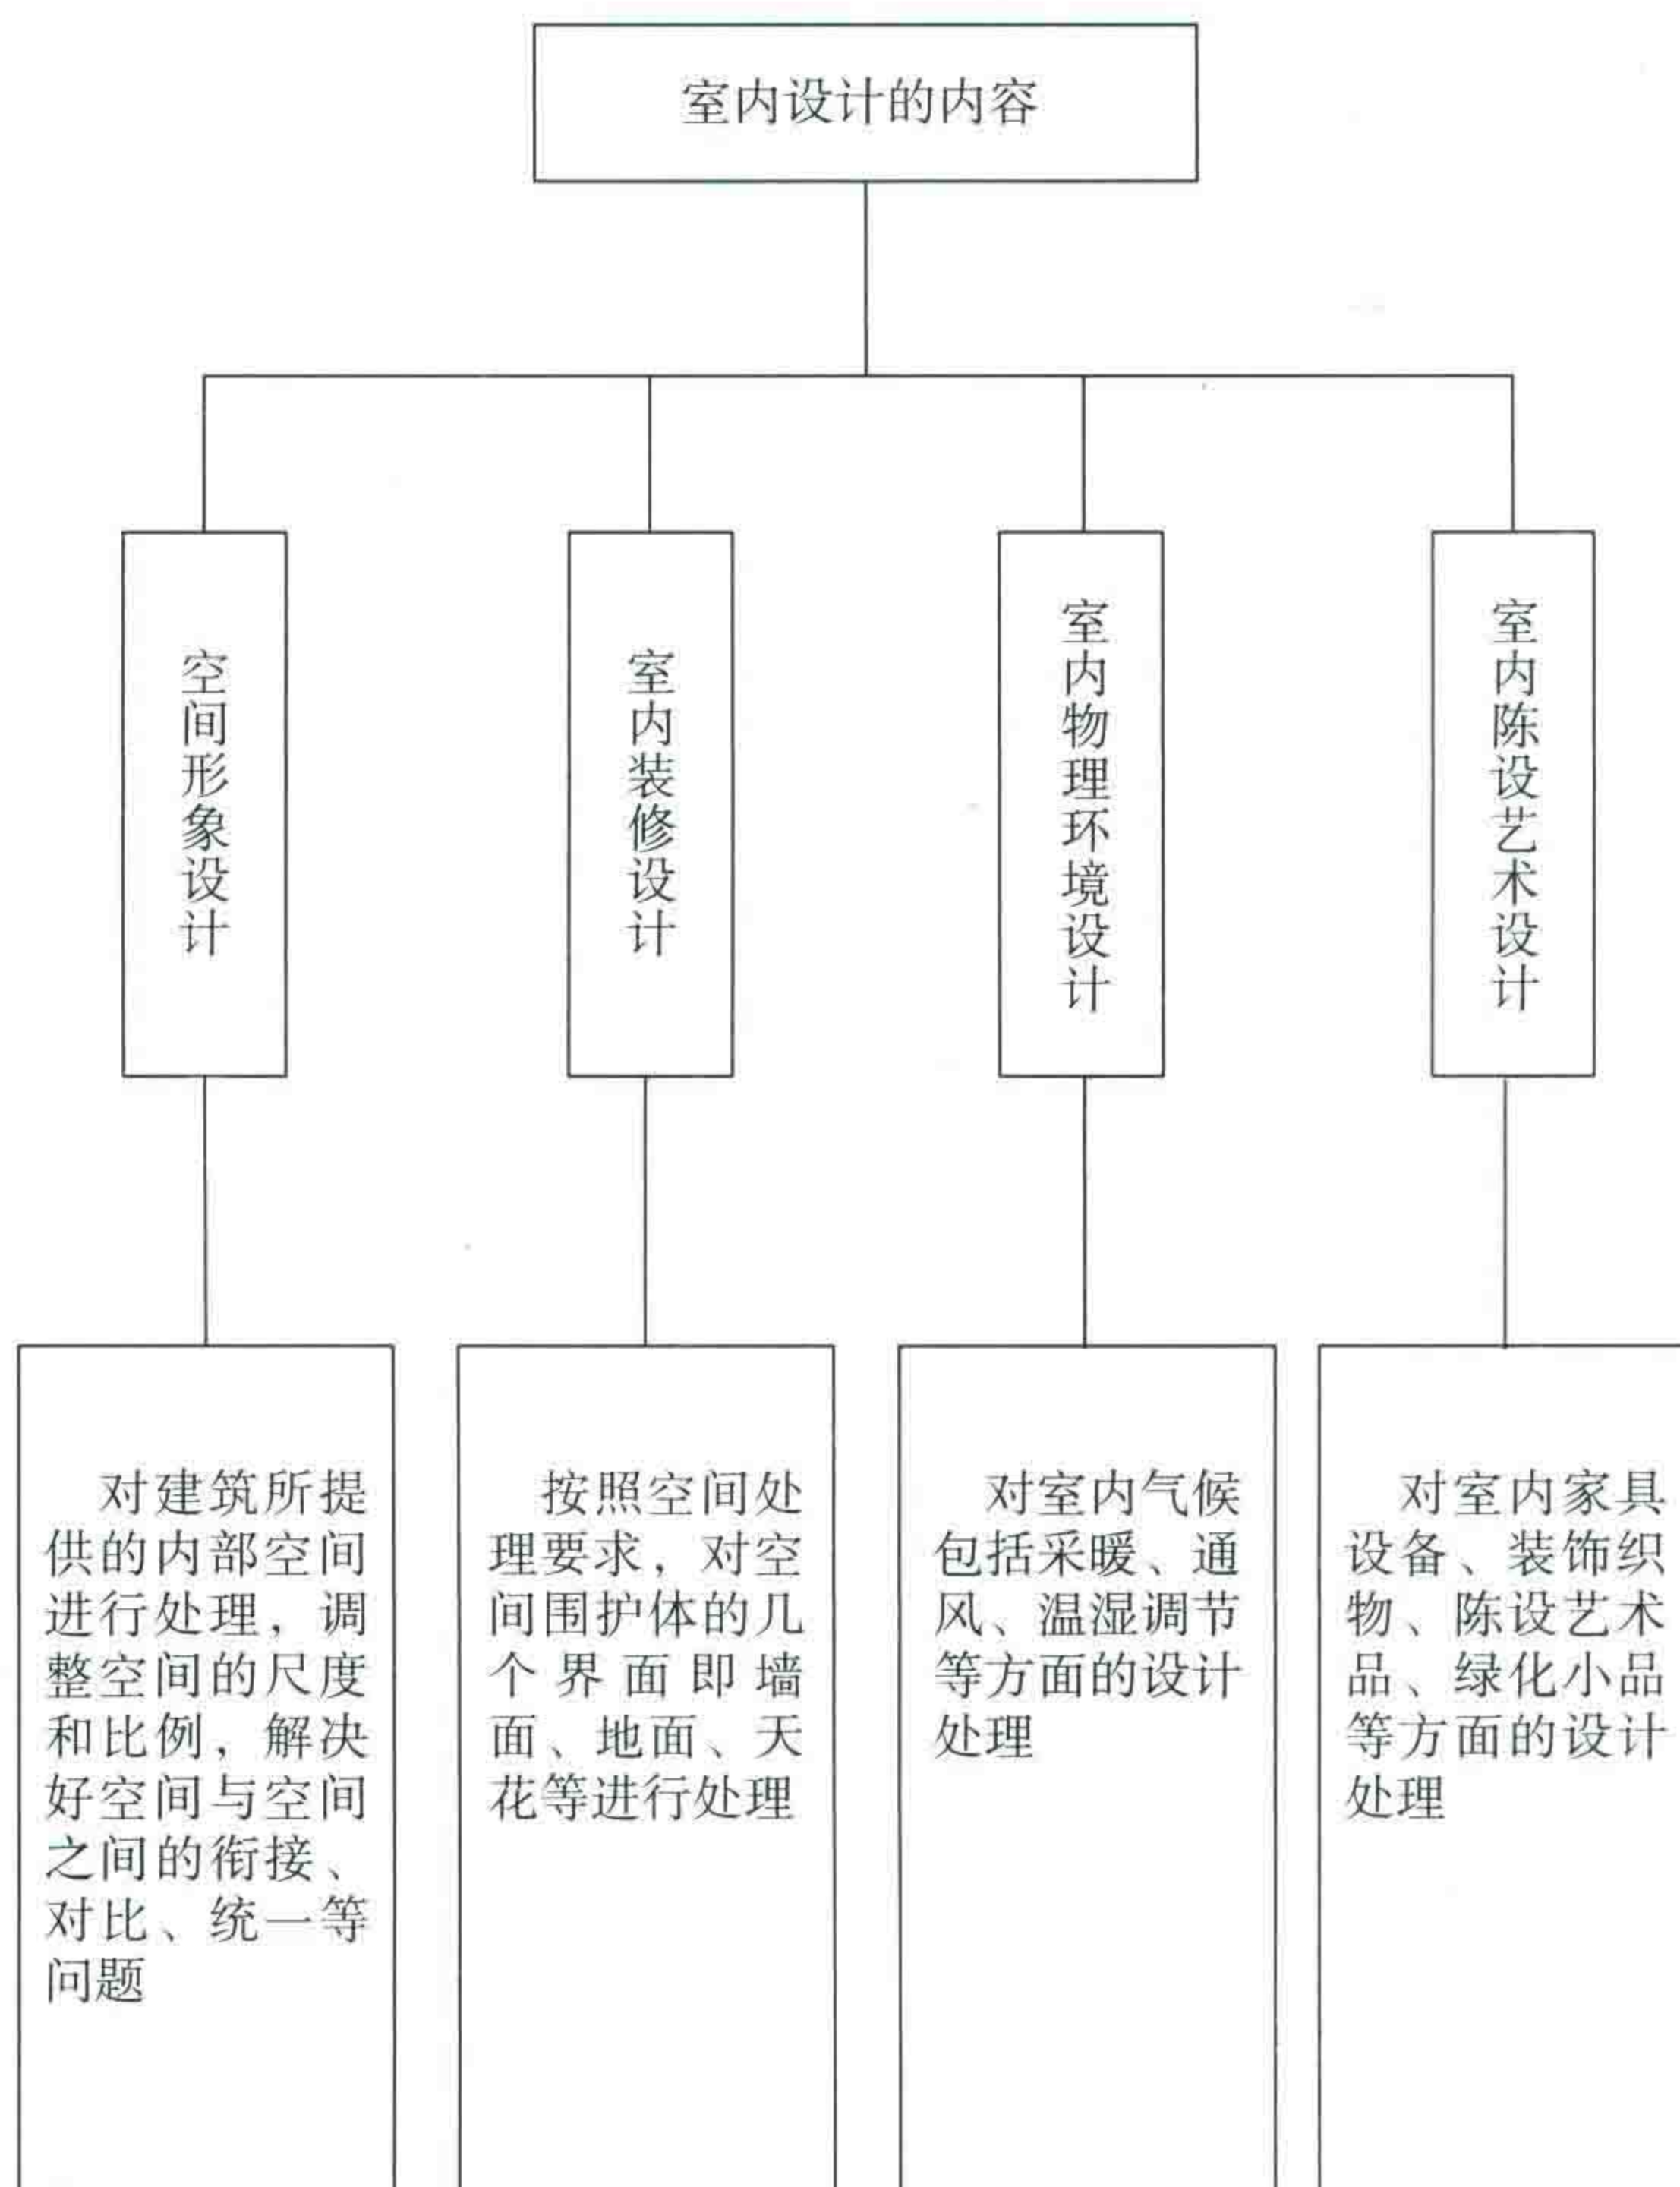 室内设计的内容
空间形象设计
室内装修设计
室内物理环境设计
室内陈设艺术设计
对建筑所提
供的内部空间
进行处理，调
整空间的尺度
和比例，解决
好空间与空间
之间的衔接、
对比、统一等
问题
按照空间处
理要求，对空
间围护体的几
个界面即墙
面、地面、天
花等进行处理
对室内气候
包括采暖、通
风、温湿调节
等方面的设计
处理
对室内家具
设备、装饰织
物、陈设艺术
品、绿化小品
等方面的设计
处理